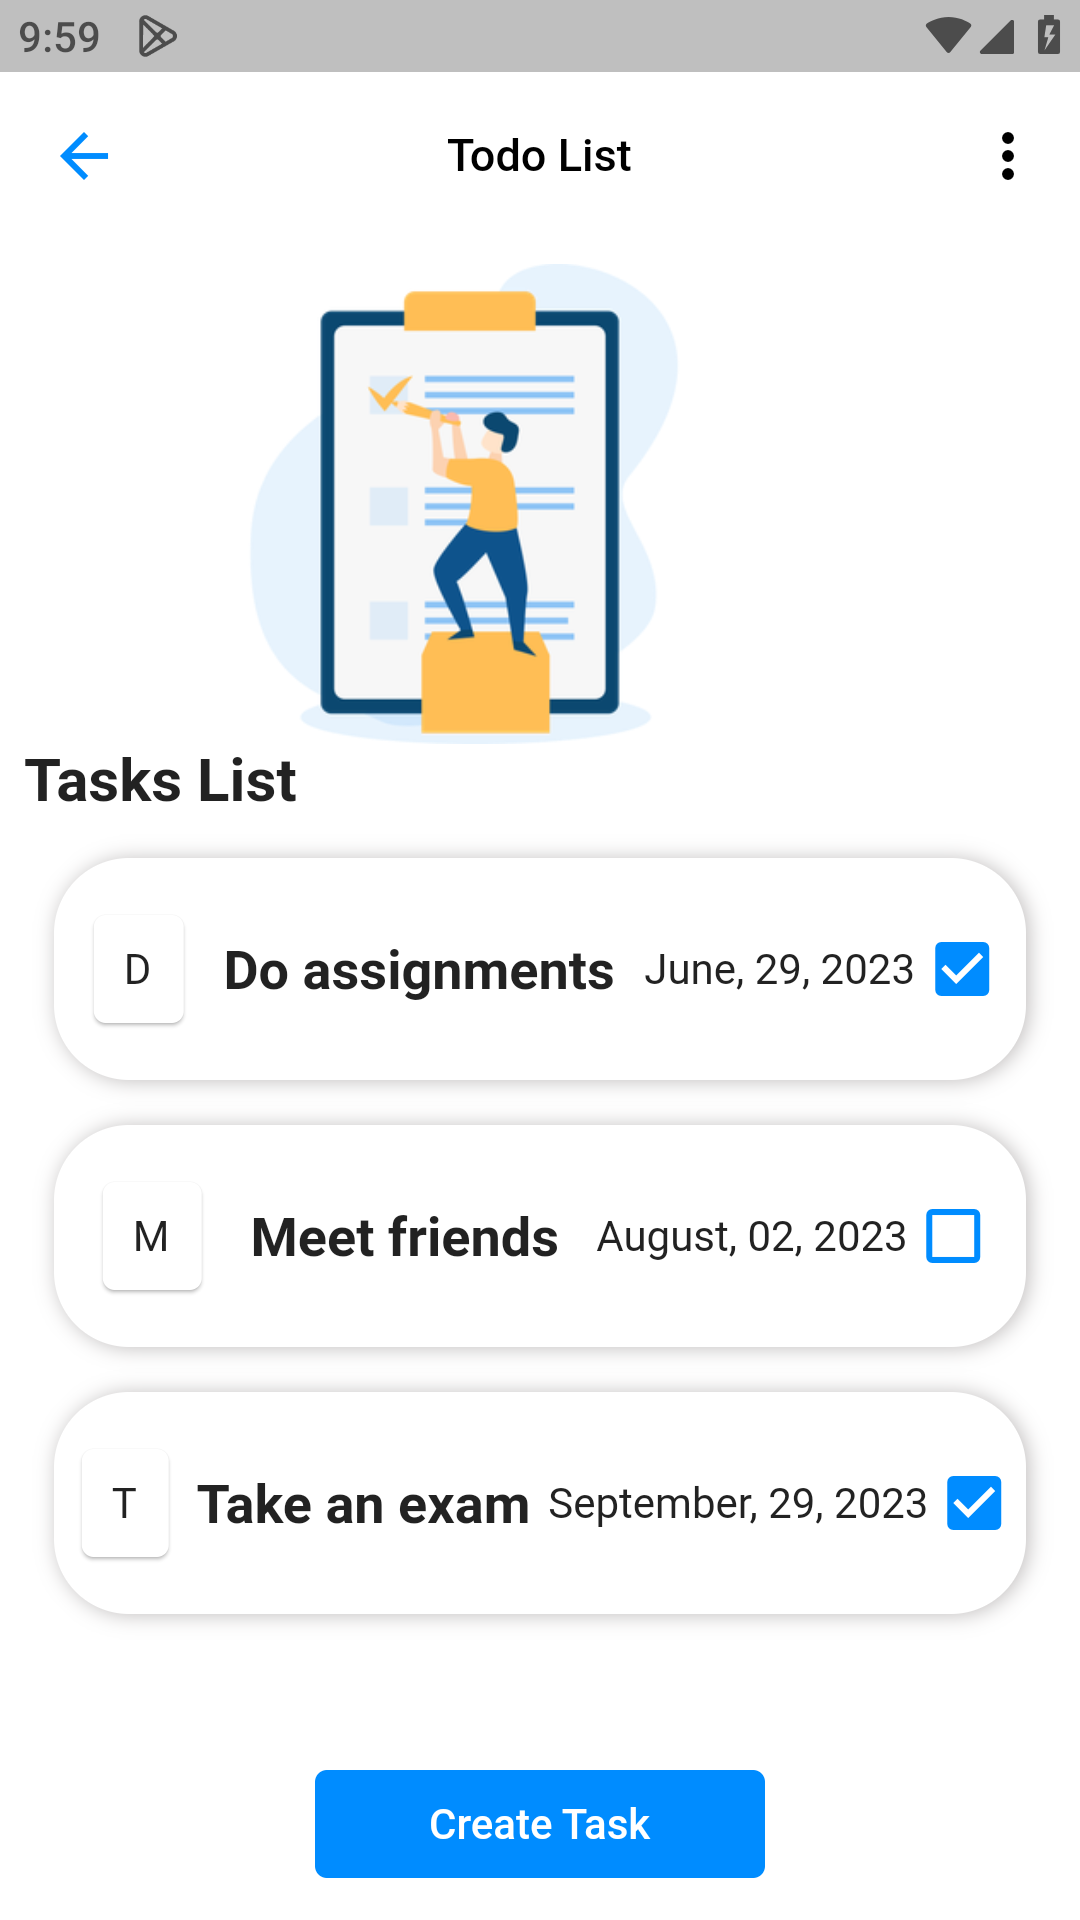 9:59
Todo List
Tasks List
D Do assignments June, 29, 2023
M Meet friends August, 02, 2023
T Take an exam September, 29, 2023
Create Task